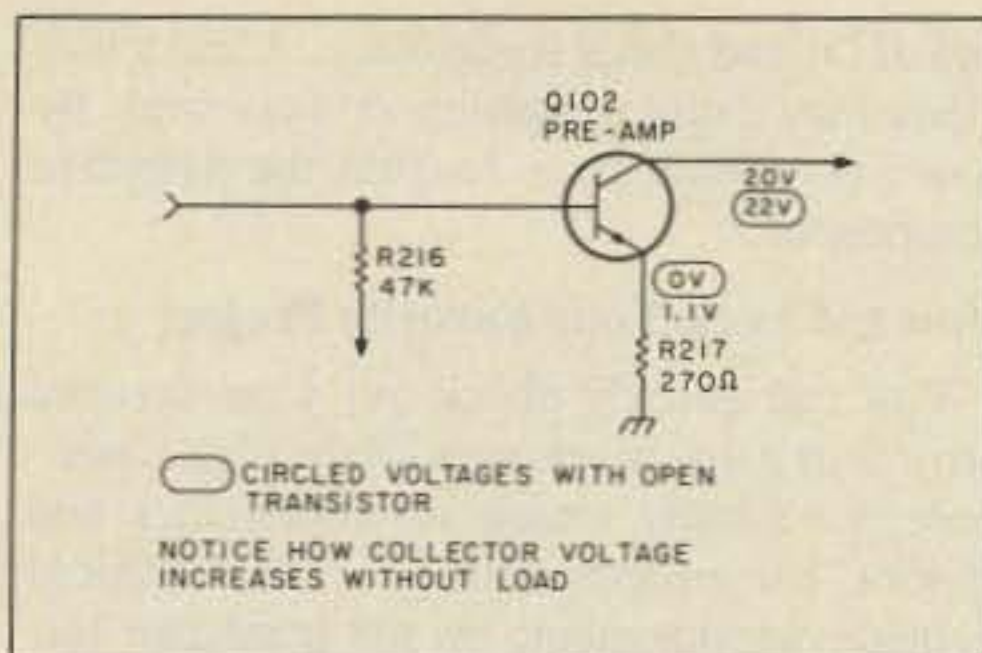 Q102
PRE-AMP
20V
22V
R216
47K
0V
1.1V
R217
270Ω
CIRCLED VOLTAGES WITH OPEN
TRANSISTOR
NOTICE HOW COLLECTOR VOLTAGE
INCREASES WITHOUT LOAD